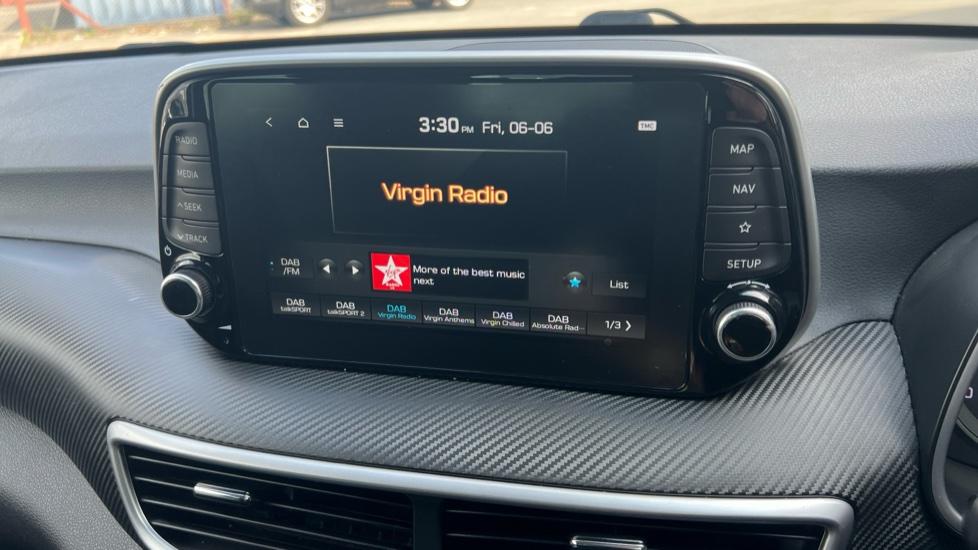 RADIO
MEDIA
SEEK
TRACK
3:30 PM Fri, 06-06
TMC
Virgin Radio
DAB
/FM
More of the best music
next
List
DAB
talkSPORT
DAB
talkSPORT 2
DAB
Virgin Radio
DAB
Virgin Anthems
DAB
Virgin Chilled
DAB
Absolute Rad...
1/3
MAP
NAV
SETUP